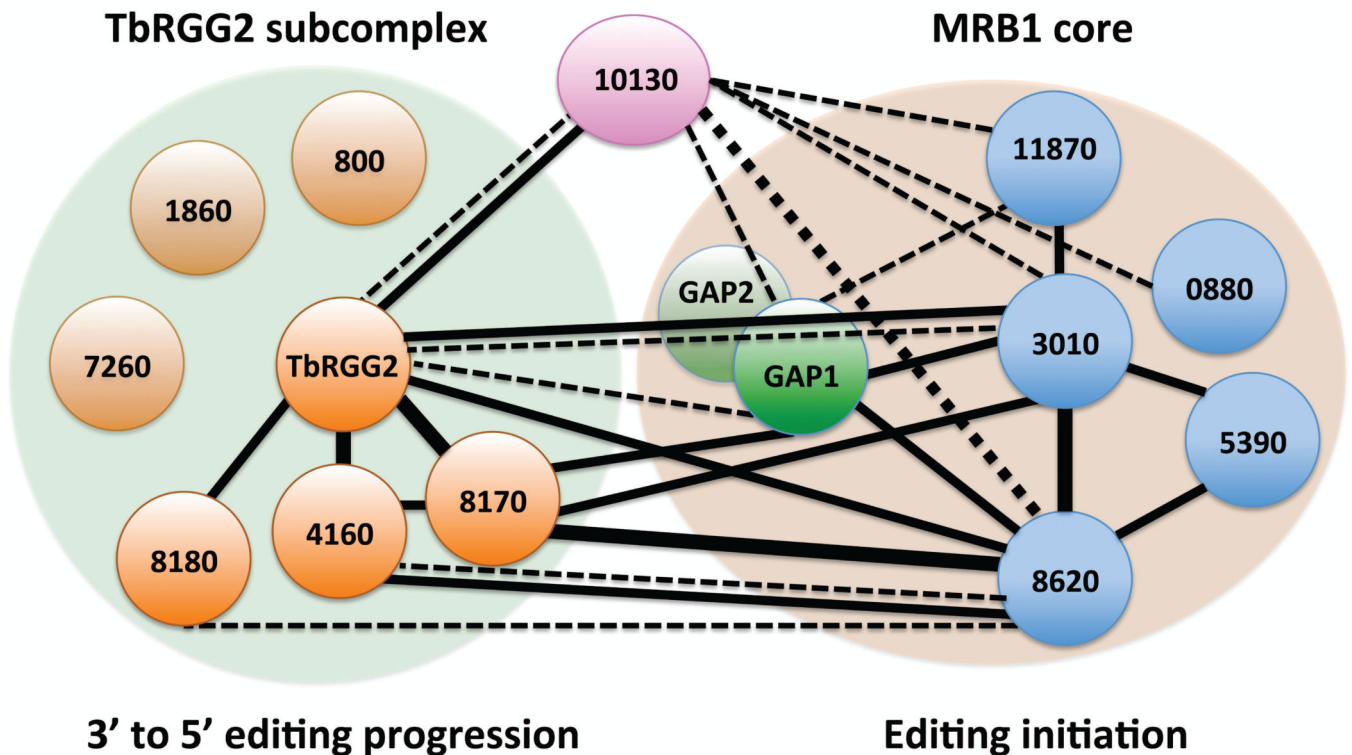 TbRGG2 subcomplex
MRB1 core
10130
800
11870
1860
GAP2
0880
7260
TbRGG2
GAP1
3010
5390
8170
4160
8180
8620
3’ to 5’ editing progression
Editing initiation